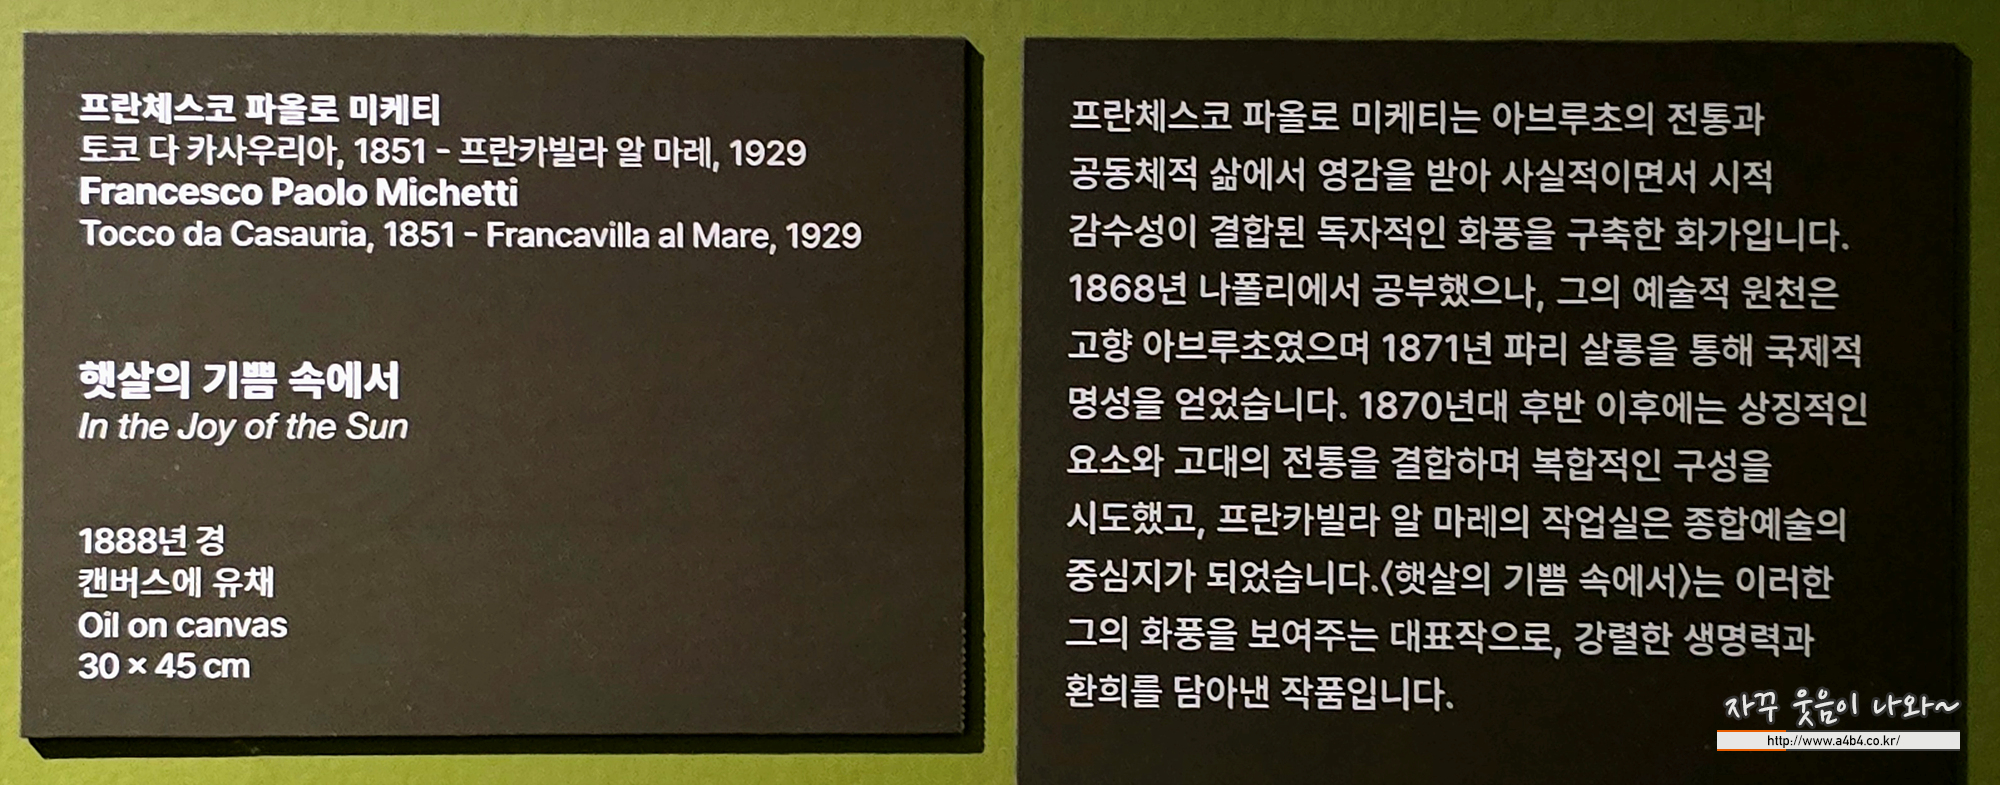 프란체스코 파올로 미케티
토코 다 카사우리아, 1851 - 프란카빌라 알 마레, 1929
Francesco Paolo Michetti
Tocco da Casauria, 1851 - Francavilla al Mare, 1929
햇살의 기쁨 속에서
In the Joy of the Sun
1888년 경
캔버스에 유채
Oil on canvas
30 × 45 cm
프란체스코 파올로 미케티는 아브루초의 전통과
공동체적 삶에서 영감을 받아 사실적이면서 시적
감수성이 결합된 독자적인 화풍을 구축한 화가입니다.
1868년 나폴리에서 공부했으나, 그의 예술적 원천은
고향 아브루초였으며 1871년 파리 살롱을 통해 국제적
명성을 얻었습니다. 1870년대 후반 이후에는 상징적인
요소와 고대의 전통을 결합하며 복합적인 구성을
시도했고, 프란카빌라 알 마레의 작업실은 종합예술의
중심지가 되었습니다.〈햇살의 기쁨 속에서〉는 이러한
그의 화풍을 보여주는 대표작으로, 강렬한 생명력과
환희를 담아낸 작품입니다.
자꾸 웃음이 나와~
http://www.a4b4.co.kr/